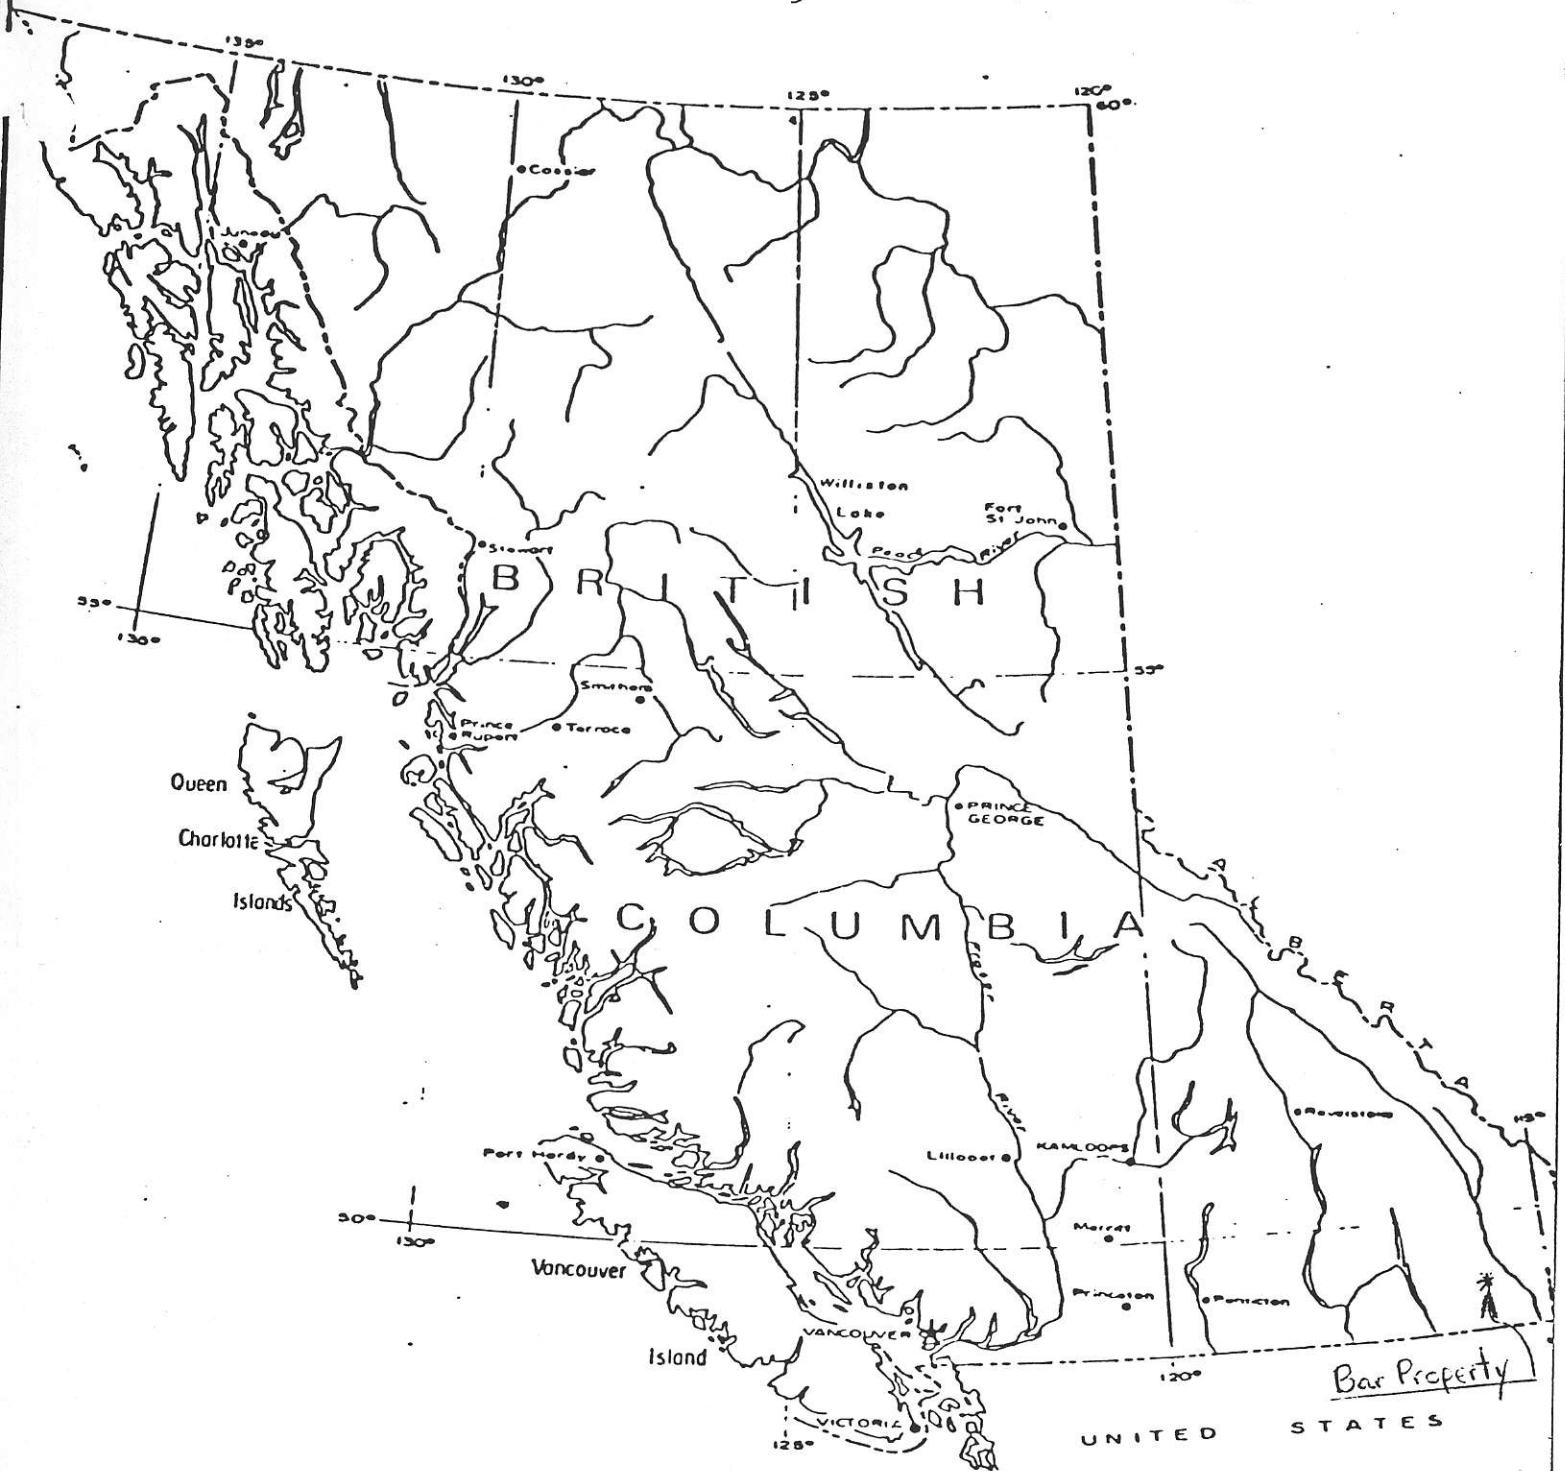 135°
130°
125°
120°
60°
Cassiar
Juneau
Williston
Lake
Fort
St John
Peace River
Stewart
BRITISH
55°
130°
55°
Smithers
Prince
Rupert
Terrace
Queen
Charlotte
Islands
PRINCE
GEORGE
COLUMBIA
ALBERTA
Fraser
River
115°
Revelstoke
Port Hardy
Lillooet
KAMLOOPS
50°
130°
Merritt
Vancouver
Princeton
Penticton
VANCOUVER
Island
120°
Bar Property
VICTORIA
125°
UNITED STATES